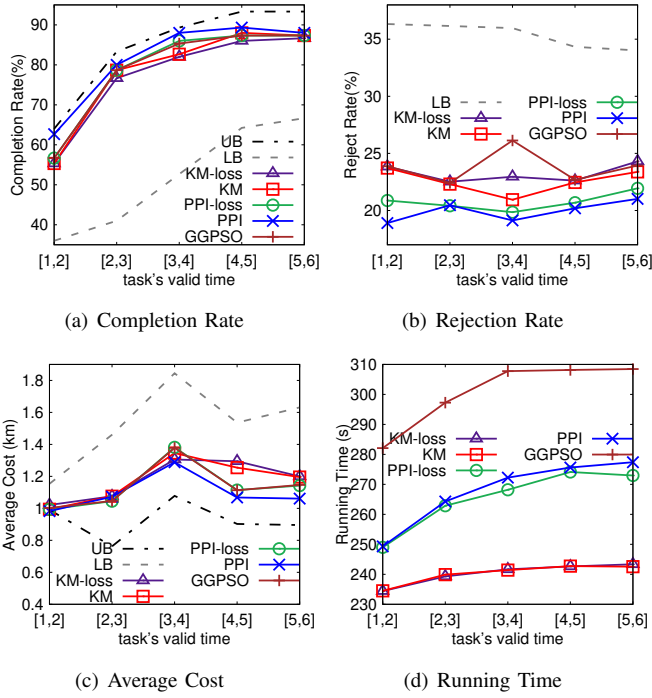 Completion Rate(%)
90
80
70
60
50
40
UB
LB
KM-loss
KM
PPI-loss
PPI
GGPSO
[1,2] [2,3] [3,4] [4,5] [5,6]
task's valid time
(a) Completion Rate
Reject Rate(%)
35
30
25
20
LB
KM-loss
KM
PPI-loss
PPI
GGPSO
[1,2] [2,3] [3,4] [4,5] [5,6]
task's valid time
(b) Rejection Rate
Average Cost (km)
1.8
1.6
1.4
1.2
1
0.8
0.6
0.4
UB
LB
KM-loss
KM
PPI-loss
PPI
GGPSO
[1,2] [2,3] [3,4] [4,5] [5,6]
task's valid time
(c) Average Cost
Running Time (s)
310
300
290
280
270
260
250
240
230
KM-loss
KM
PPI-loss
PPI
GGPSO
[1,2] [2,3] [3,4] [4,5] [5,6]
task's valid time
(d) Running Time